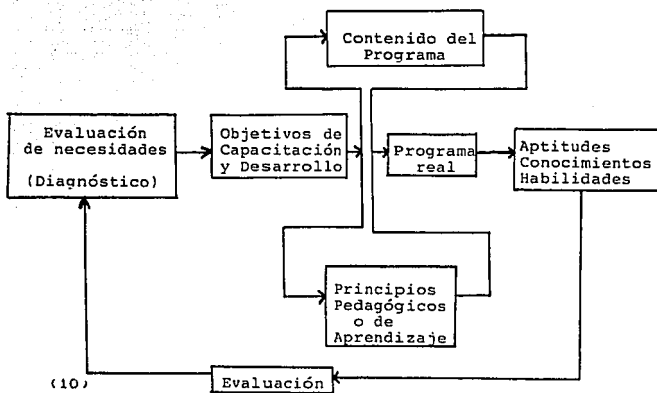 Contenido del
Programa
Evaluación
de necesidades
(Diagnóstico)
Objetivos de
Capacitación
y Desarrollo
Programa
real
Aptitudes
Conocimientos
Habilidades
Principios
Pedagógicos
o de
Aprendizaje
(10)
Evaluación